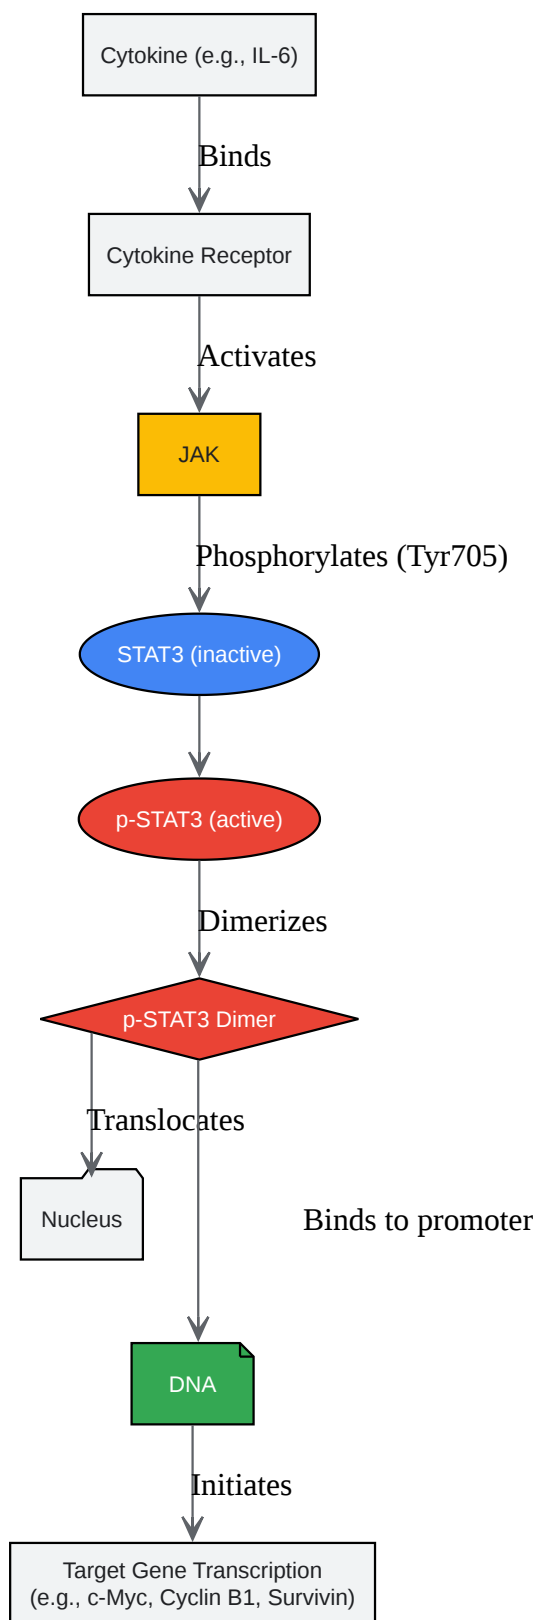 Cytokine (e.g., IL-6)
Binds
Cytokine Receptor
Activates
JAK
Phosphorylates (Tyr705)
STAT3 (inactive)
p-STAT3 (active)
Dimerizes
p-STAT3 Dimer
Translocates
Nucleus
Binds to promoter
DNA
Initiates
Target Gene Transcription
(e.g., c-Myc, Cyclin B1, Survivin)